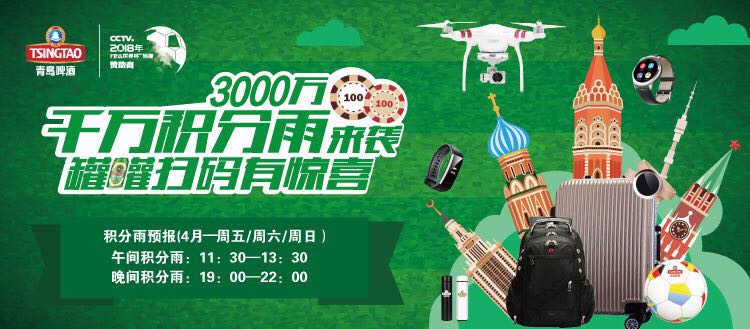 TSINGTAO
青岛啤酒
CCTV.
2018年
赞助商
3000万
100
100
千万积分雨来袭
罐罐扫码有惊喜
积分雨预报(4月—周五/周六/周日)
午间积分雨：11：30—13：30
晚间积分雨：19：00—22：00
TSINGTAO